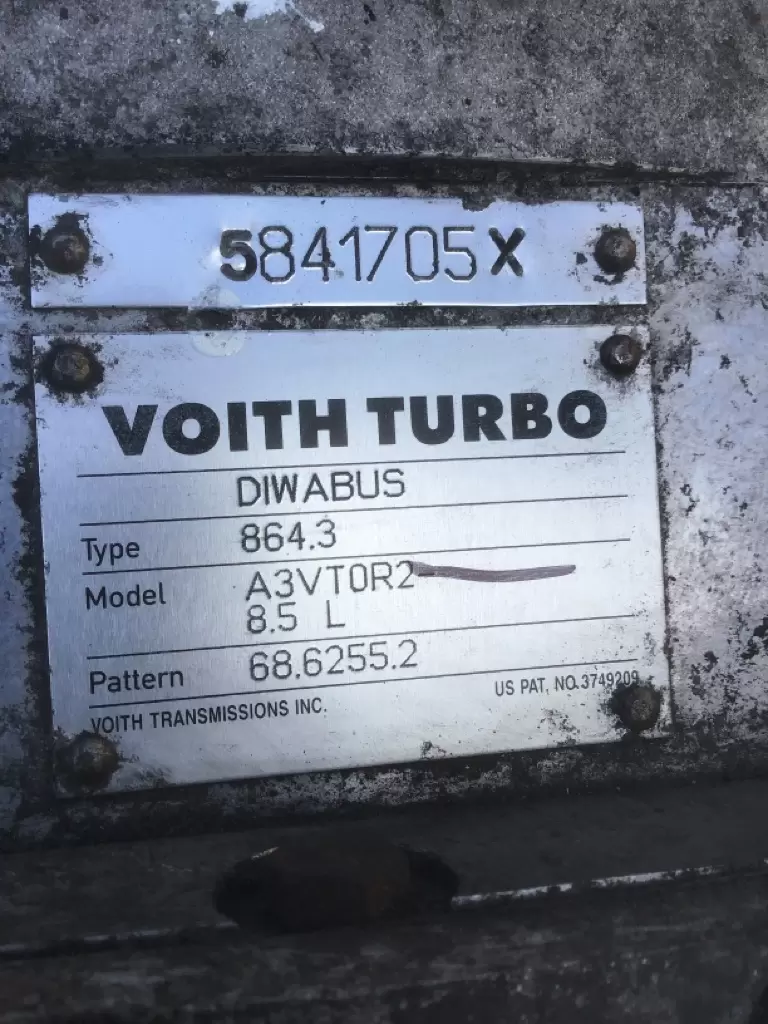 5841705X
VOITH TURBO
DIWABUS
Type 864.3
Model A3VTOR2
8.5 L
Pattern 68.6255.2
VOITH TRANSMISSIONS INC. US PAT, NO.3749209